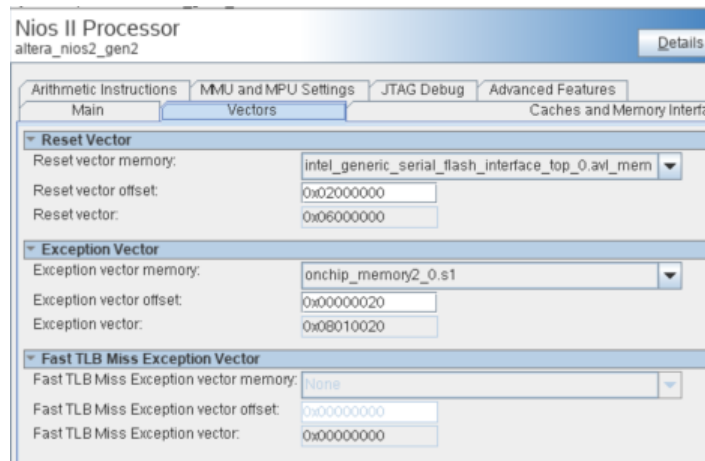 Nios II Processor
altera_nios2_gen2
Details
Arithmetic Instructions MMU and MPU Settings JTAG Debug Advanced Features
Main Vectors Caches and Memory Interfa
Reset Vector
Reset vector memory: intel_generic_serial_flash_interface_top_0.avl_mem
Reset vector offset: 0x02000000
Reset vector: 0x06000000
Exception Vector
Exception vector memory: onchip_memory2_0.s1
Exception vector offset: 0x00000020
Exception vector: 0x08010020
Fast TLB Miss Exception Vector
Fast TLB Miss Exception vector memory: None
Fast TLB Miss Exception vector offset: 0x00000000
Fast TLB Miss Exception vector: 0x00000000